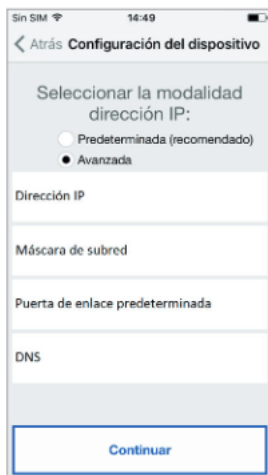 Sin SIM 14:49
Atrás Configuración del dispositivo
Seleccionar la modalidad
dirección IP:
Predeterminada (recomendado)
Avanzada
Dirección IP
Máscara de subred
Puerta de enlace predeterminada
DNS
Continuar